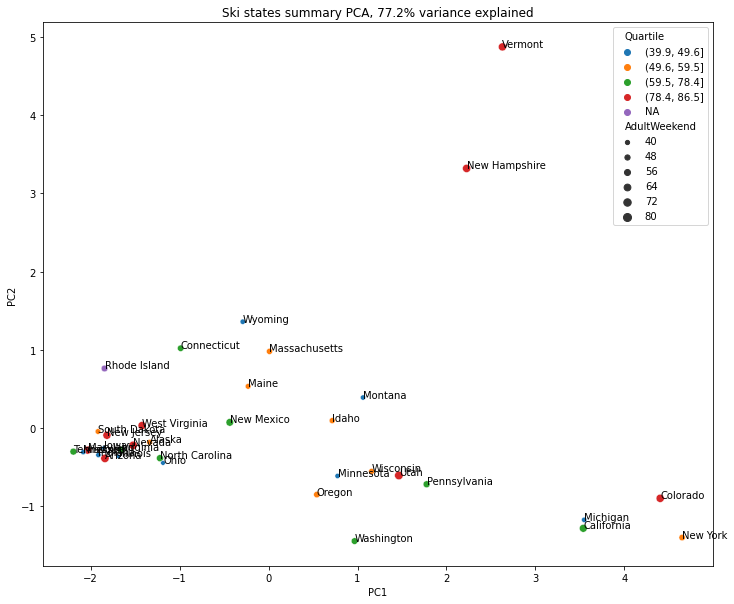 Ski states summary PCA, 77.2% variance explained
Quartile
(39.9, 49.6]
(49.6, 59.5]
(59.5, 78.4]
(78.4, 86.5]
NA
AdultWeekend
40
48
56
64
72
80
5
4
3
2
1
0
−1
PC2
Vermont
New Hampshire
Wyoming
Connecticut
Massachusetts
Rhode Island
Maine
Montana
West Virginia
New Mexico
Idaho
South Dakota
New Jersey
Alaska
Nevada
Iowa
Arizona
North Carolina
Ohio
Wisconsin
Minnesota
Utah
Pennsylvania
Oregon
Colorado
Michigan
California
Washington
New York
−2
−1
0
1
2
3
4
PC1